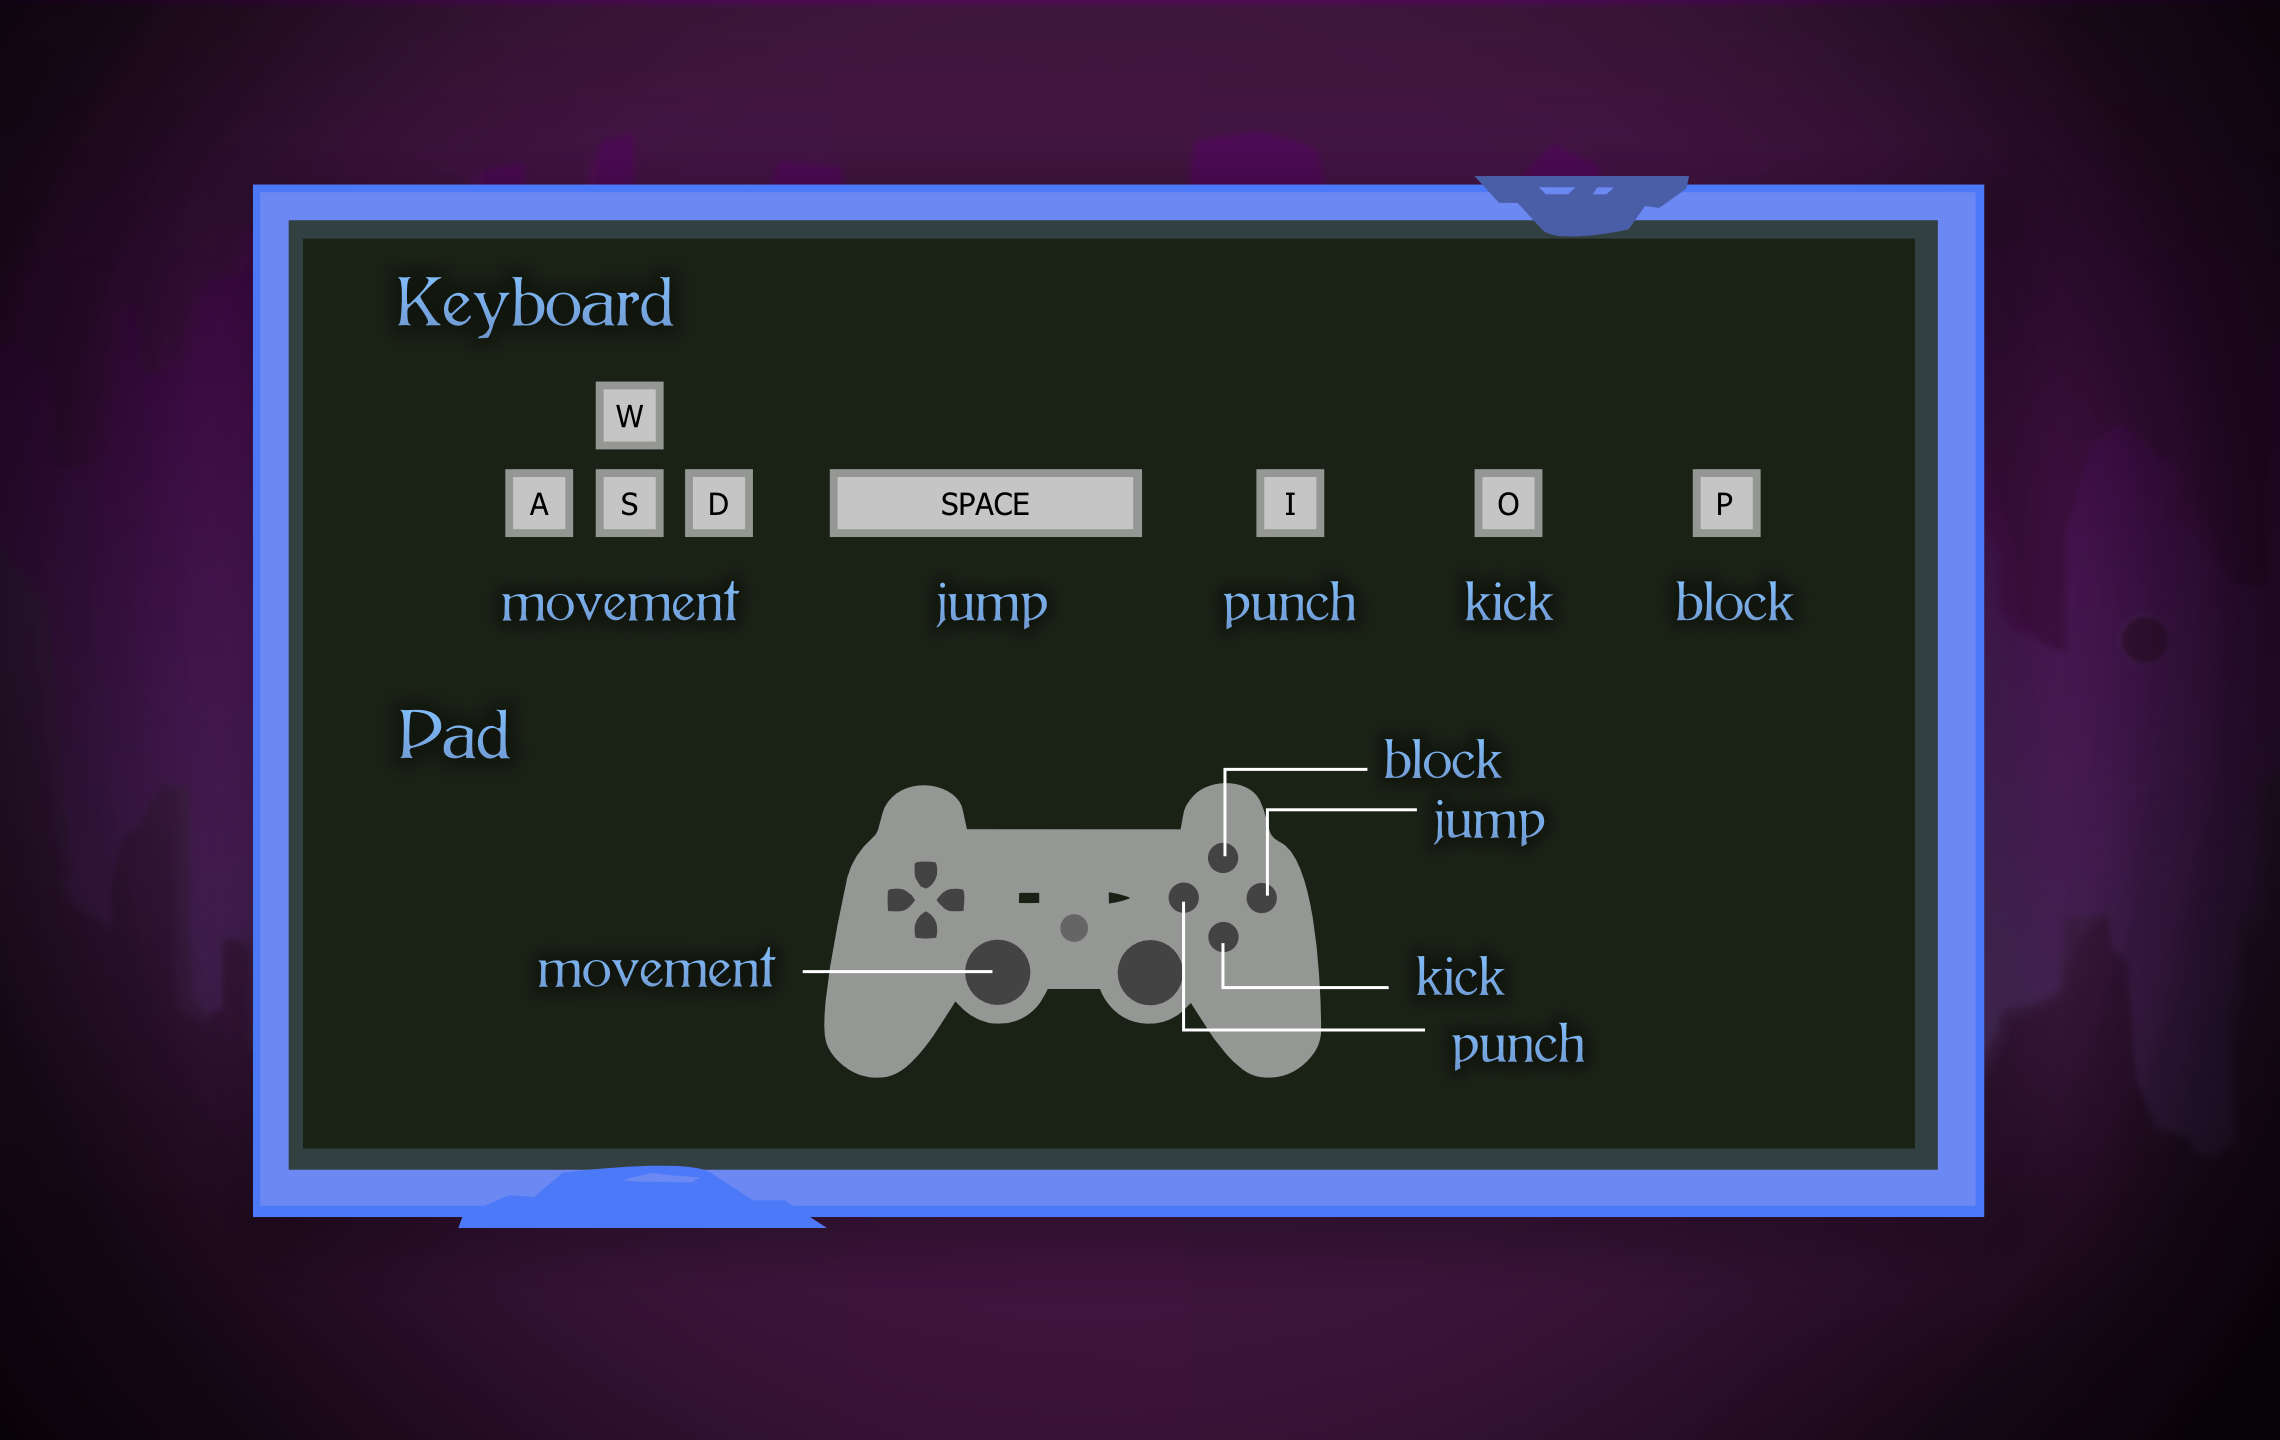 Keyboard
W
A S D SPACE I O P
movement jump punch kick block
Pad
block
jump
movement
kick
punch